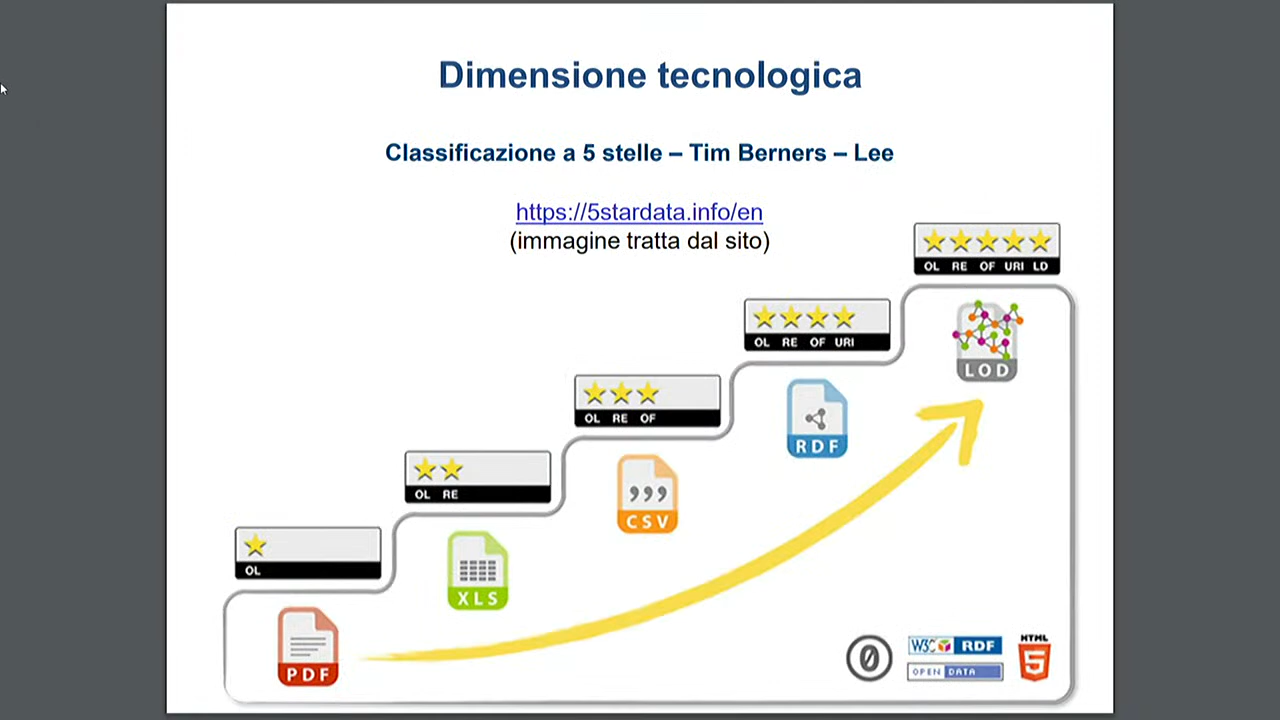 Dimensione tecnologica
Classificazione a 5 stelle – Tim Berners – Lee
https://5stardata.info/en
(immagine tratta dal sito)
OL RE OF URI LD
LOD
OL RE OF URI
RDF
OL RE OF
CSV
OL RE
XLS
OL
PDF
W3C RDF
OPEN DATA
HTML
5
0